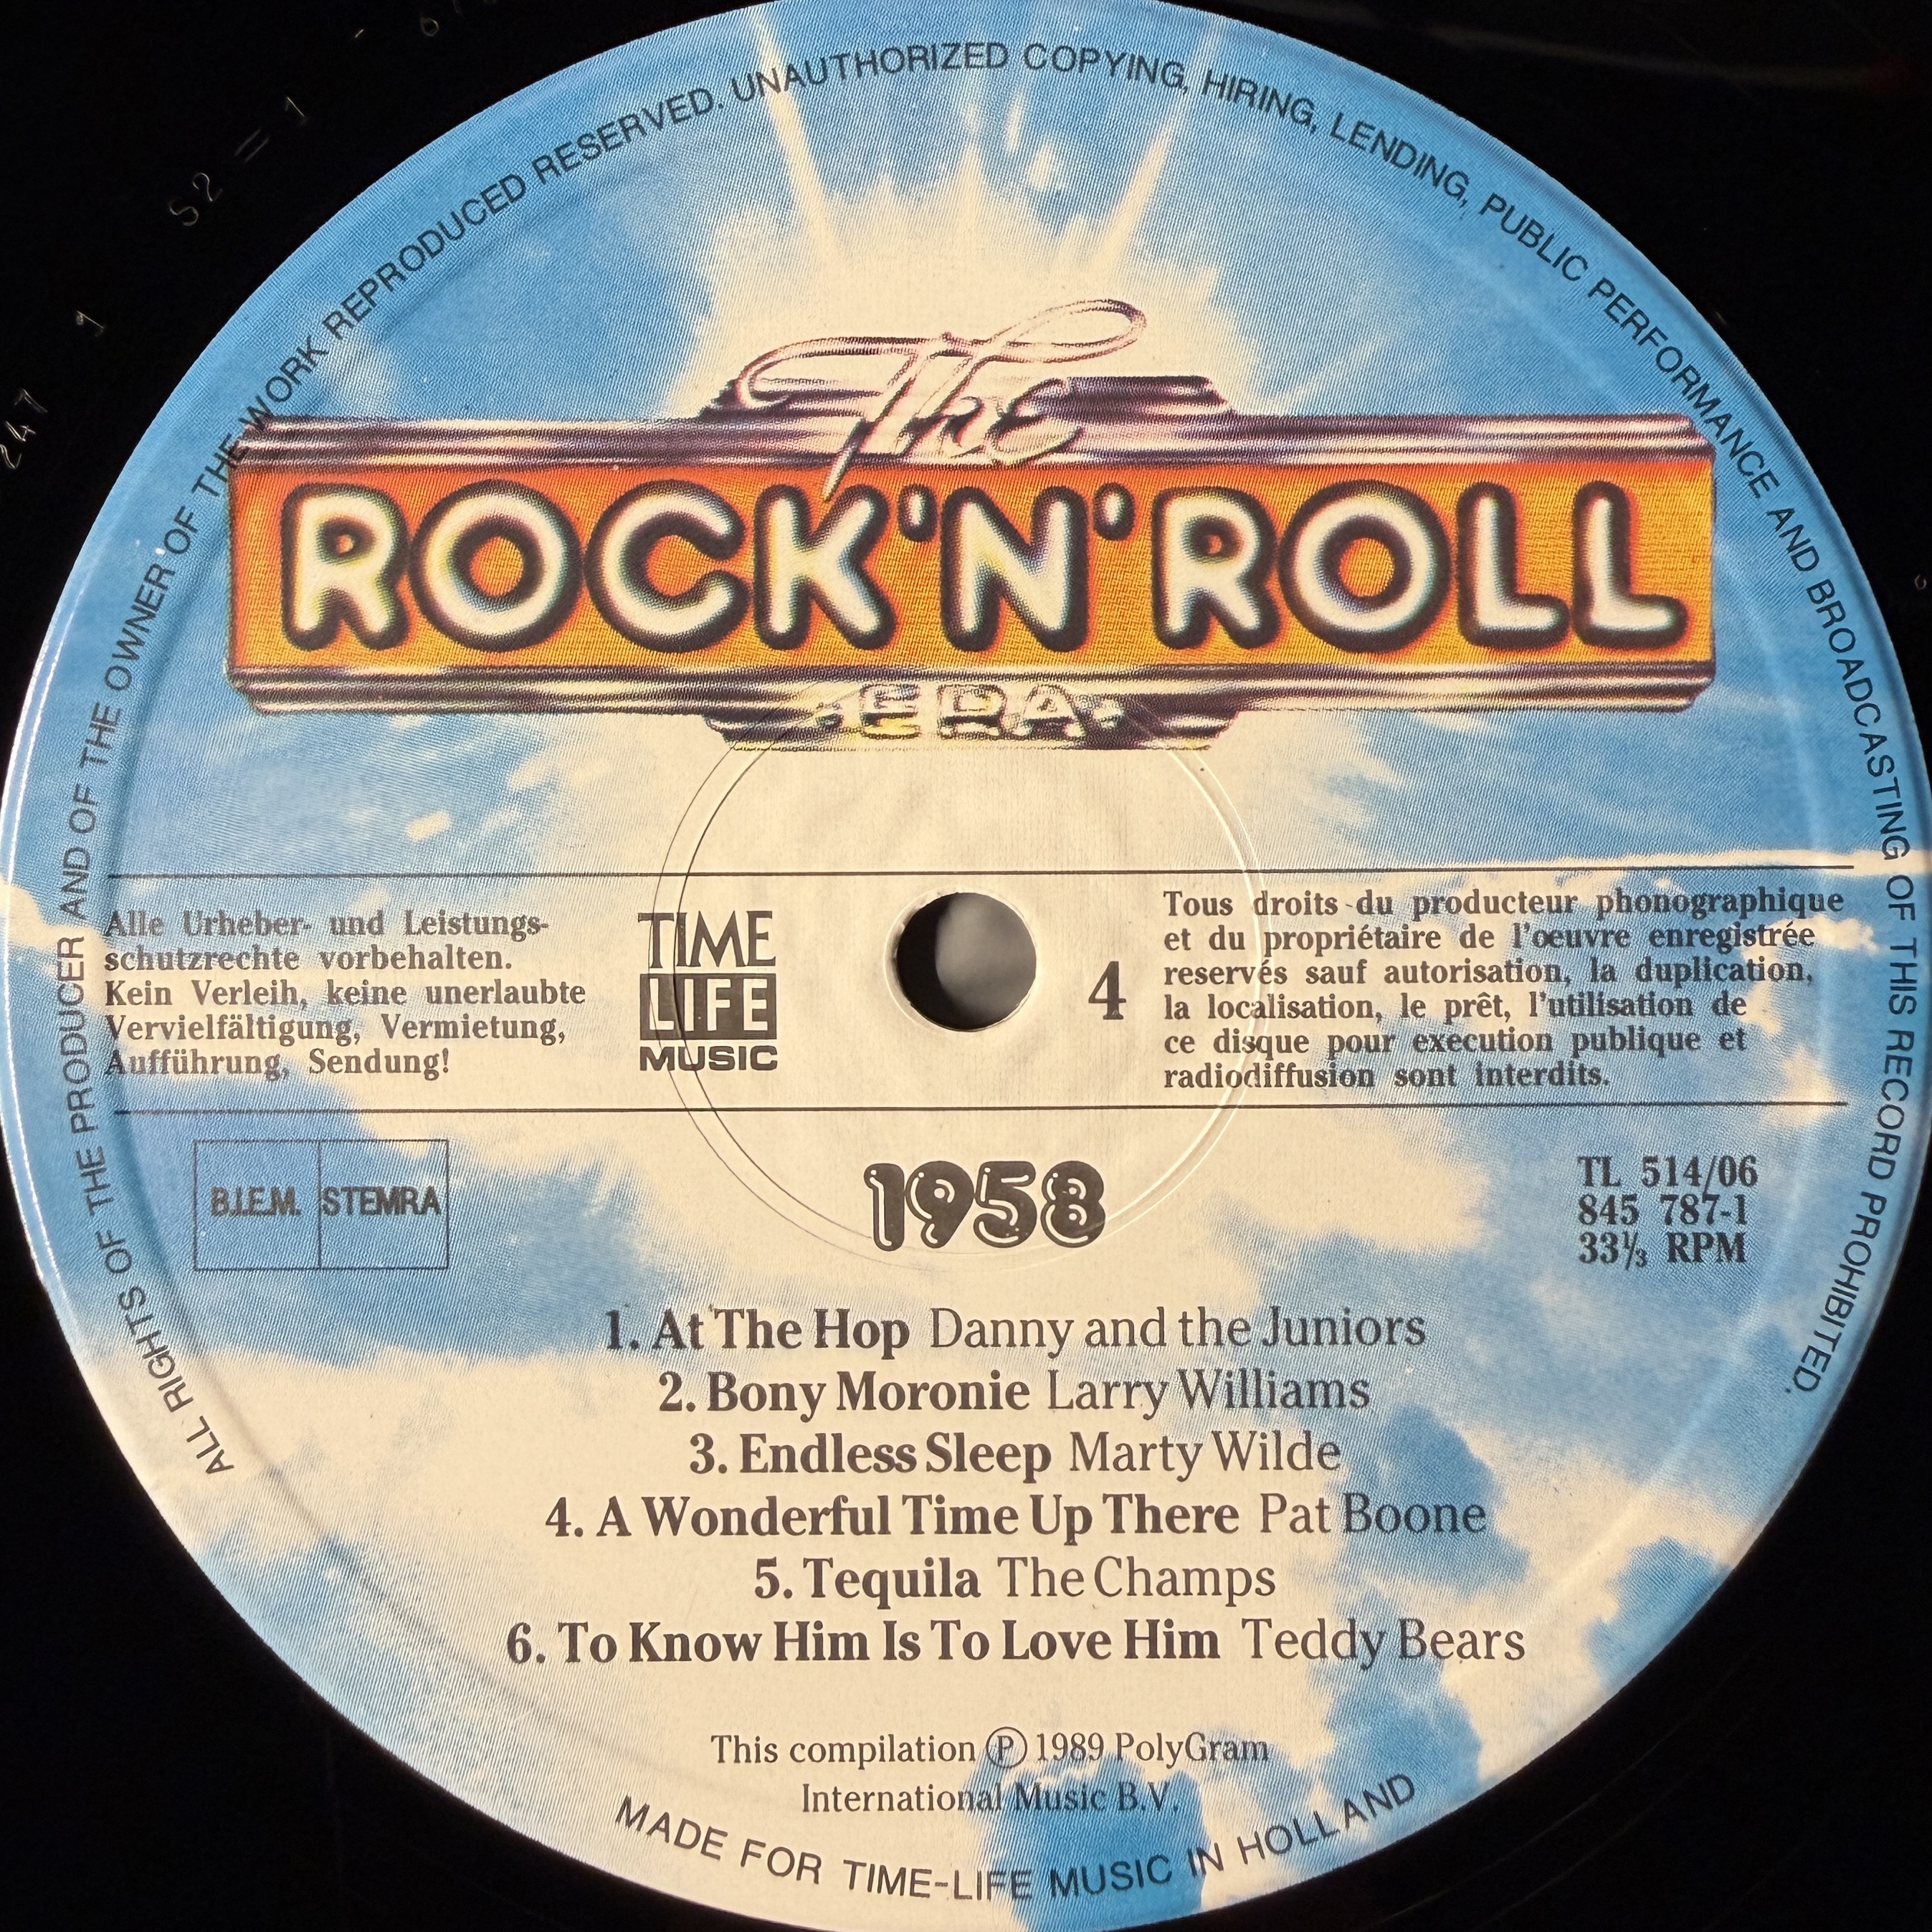 ALL RIGHTS OF THE PRODUCER AND OF THE OWNER OF THE WORK REPRODUCED RESERVED. UNAUTHORIZED COPYING, HIRING, LENDING, PUBLIC PERFORMANCE AND BROADCASTING OF THIS RECORD PROHIBITED.
S2 = 1
247 1
The
ROCK'N'ROLL
ERA
Alle Urheber- und Leistungs-
schutzrechte vorbehalten.
Kein Verleih, keine unerlaubte
Vervielfältigung, Vermietung,
Aufführung, Sendung!
TIME
LIFE
MUSIC
4
Tous droits du producteur phonographique
et du propriétaire de l'oeuvre enregistrée
reservés sauf autorisation, la duplication,
la localisation, le prêt, l'utilisation de
ce disque pour execution publique et
radiodiffusion sont interdits.
B.I.E.M. STEMRA
1958
TL 514/06
845 787-1
33⅓ RPM
1. At The Hop Danny and the Juniors
2. Bony Moronie Larry Williams
3. Endless Sleep Marty Wilde
4. A Wonderful Time Up There Pat Boone
5. Tequila The Champs
6. To Know Him Is To Love Him Teddy Bears
This compilation Ⓟ 1989 PolyGram
International Music B.V.
MADE FOR TIME-LIFE MUSIC IN HOLLAND